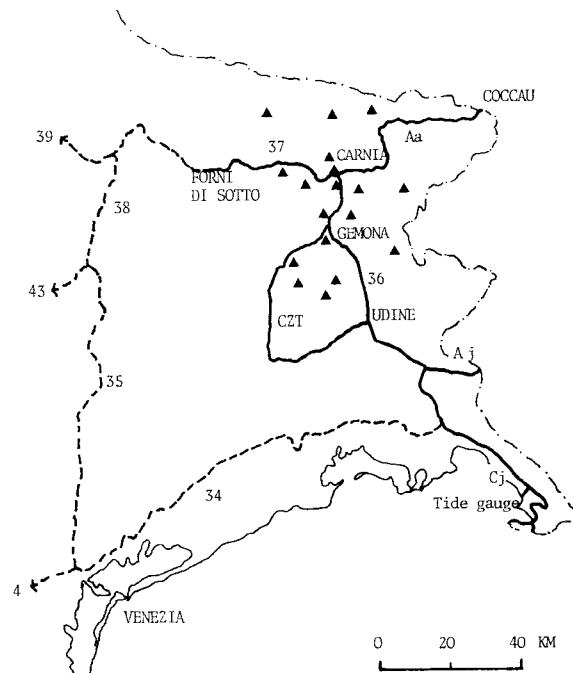 COCCAU
Aa
39
37
CARNIA
FORNI
DI SOTTO
38
GEMONA
43
36
CZT
UDINE
Aj
35
34
Cj
Tide gauge
4
VENEZIA
0 20 40 KM